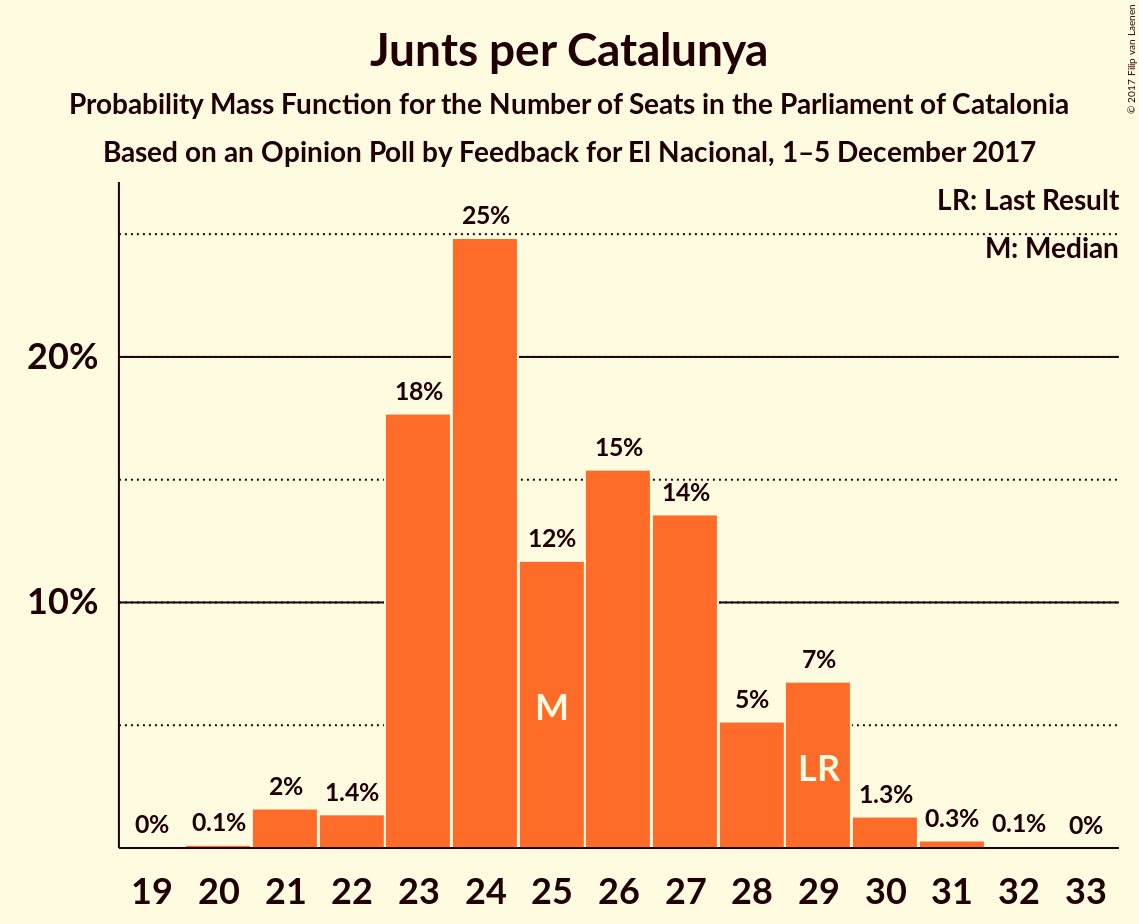 Junts per Catalunya
Probability Mass Function for the Number of Seats in the Parliament of Catalonia
Based on an Opinion Poll by Feedback for El Nacional, 1–5 December 2017
© 2017 Filip van Laenen
LR: Last Result
M: Median
20%
10%
0%
0.1%
2%
1.4%
18%
25%
12%
15%
14%
5%
7%
1.3%
0.3%
0.1%
0%
M
LR
19 20 21 22 23 24 25 26 27 28 29 30 31 32 33